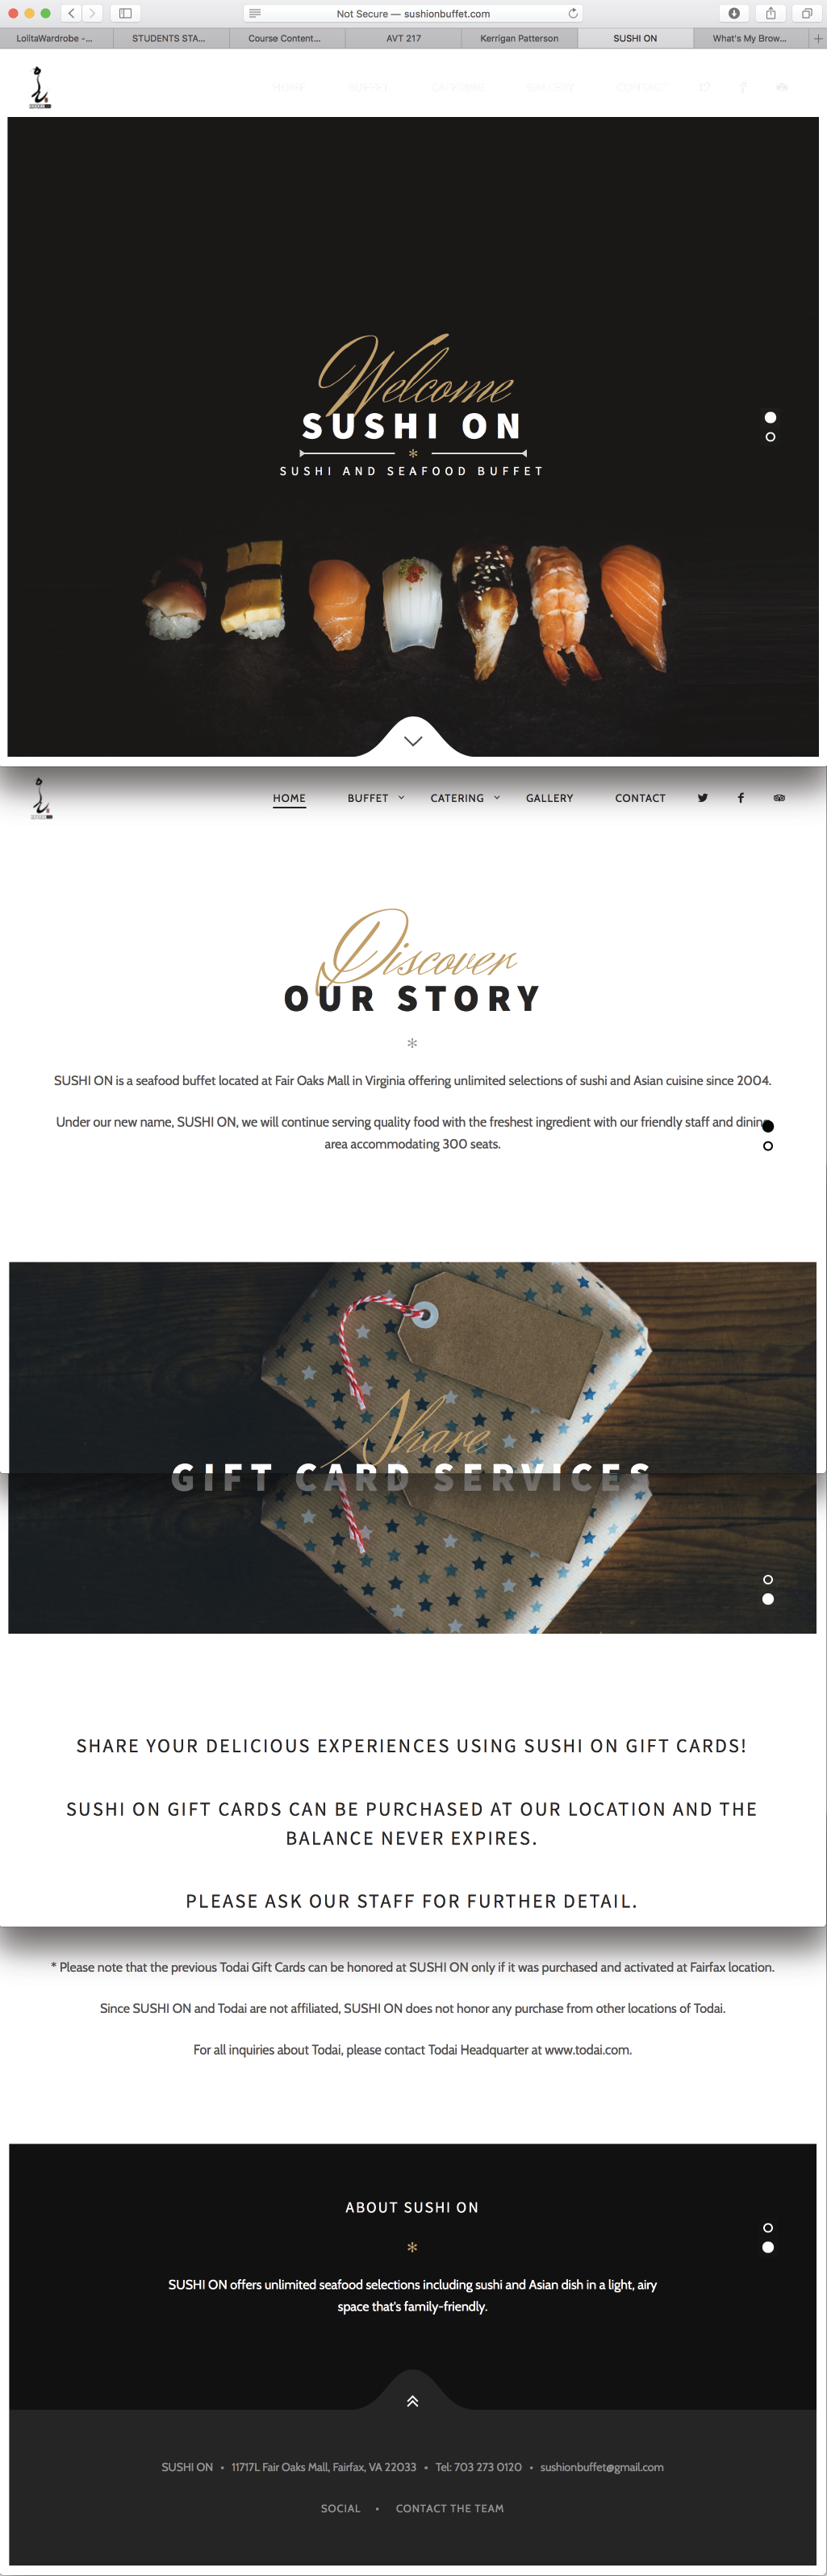 Not Secure — sushionbuffet.com
LolitaWardrobe -... STUDENTS STA... Course Content... AVT 217 Kerrigan Patterson SUSHI ON What's My Brow...
HOME BUFFET CATERING GALLERY CONTACT
Welcome
SUSHI ON
SUSHI AND SEAFOOD BUFFET
HOME BUFFET CATERING GALLERY CONTACT
Discover
OUR STORY
SUSHI ON is a seafood buffet located at Fair Oaks Mall in Virginia offering unlimited selections of sushi and Asian cuisine since 2004.
Under our new name, SUSHI ON, we will continue serving quality food with the freshest ingredient with our friendly staff and dining
area accommodating 300 seats.
Share
GIFT CARD SERVICES
SHARE YOUR DELICIOUS EXPERIENCES USING SUSHI ON GIFT CARDS!
SUSHI ON GIFT CARDS CAN BE PURCHASED AT OUR LOCATION AND THE
BALANCE NEVER EXPIRES.
PLEASE ASK OUR STAFF FOR FURTHER DETAIL.
* Please note that the previous Todai Gift Cards can be honored at SUSHI ON only if it was purchased and activated at Fairfax location.
Since SUSHI ON and Todai are not affiliated, SUSHI ON does not honor any purchase from other locations of Todai.
For all inquiries about Todai, please contact Todai Headquarter at www.todai.com.
ABOUT SUSHI ON
SUSHI ON offers unlimited seafood selections including sushi and Asian dish in a light, airy
space that's family-friendly.
SUSHI ON • 11717L Fair Oaks Mall, Fairfax, VA 22033 • Tel: 703 273 0120 • sushionbuffet@gmail.com
SOCIAL • CONTACT THE TEAM